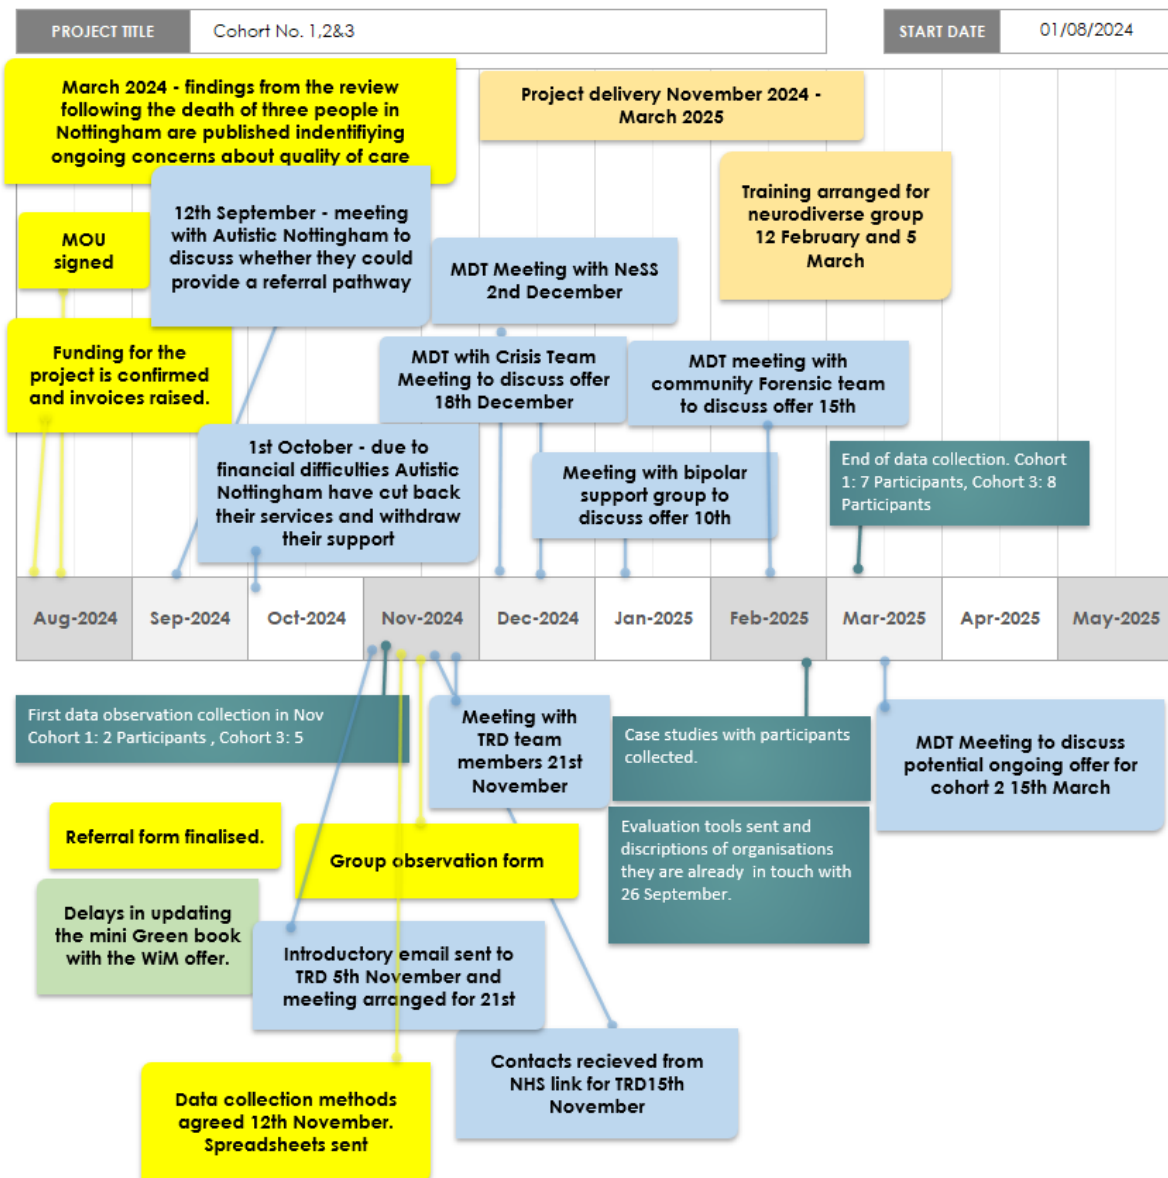 PROJECT TITLE
Cohort No. 1,2&3
START DATE
01/08/2024
March 2024 - findings from the review
following the death of three people in
Nottingham are published indentifiying
ongoing concerns about quality of care
Project delivery November 2024 -
March 2025
Training arranged for
neurodiverse group
12 February and 5
March
12th September - meeting
with Autistic Nottingham to
discuss whether they could
provide a referral pathway
MOU
signed
MDT Meeting with NeSS
2nd December
Funding for the
project is confirmed
and invoices raised.
MDT wtih Crisis Team
Meeting to discuss offer
18th December
MDT meeting with
community Forensic team
to discuss offer 15th
1st October - due to
financial difficulties Autistic
Nottingham have cut back
their services and withdraw
their support
Meeting with bipolar
support group to
discuss offer 10th
End of data collection. Cohort
1: 7 Participants, Cohort 3: 8
Participants
Aug-2024
Sep-2024
Oct-2024
Nov-2024
Dec-2024
Jan-2025
Feb-2025
Mar-2025
Apr-2025
May-2025
First data observation collection in Nov
Cohort 1: 2 Participants , Cohort 3: 5
Meeting with
TRD team
members 21st
November
Case studies with participants
collected.
MDT Meeting to discuss
potential ongoing offer for
cohort 2 15th March
Referral form finalised.
Group observation form
Evaluation tools sent and
discriptions of organisations
they are already in touch with
26 September.
Delays in updating
the mini Green book
with the WiM offer.
Introductory email sent to
TRD 5th November and
meeting arranged for 21st
Contacts recieved from
NHS link for TRD15th
November
Data collection methods
agreed 12th November.
Spreadsheets sent